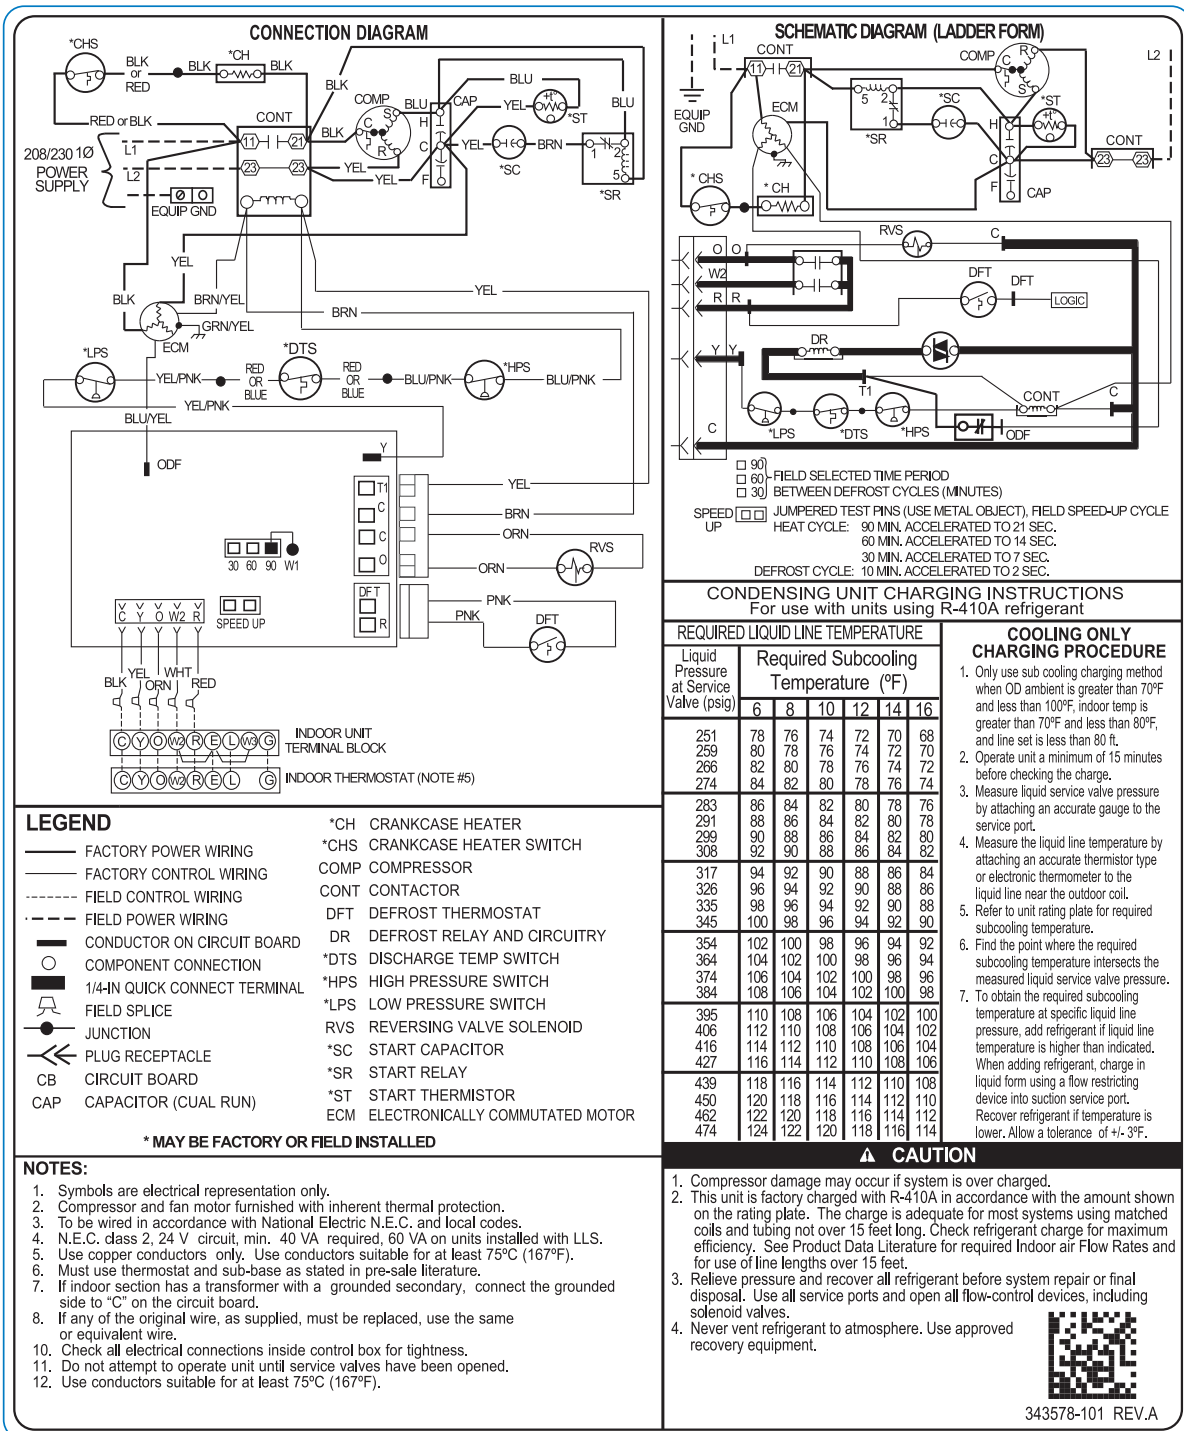 CONNECTION DIAGRAM
*CHS
BLK
or
RED
*CH
BLK
BLK
BLK
RED or BLK
CONT
11
21
23
23
208/230 1Ø
POWER
SUPPLY
L1
L2
EQUIP GND
BLK
COMP
C
S
R
YEL
YEL
BLU
CAP
H
C
F
BLU
YEL
+t°
*ST
BLU
YEL
*SC
BRN
1
2
5
*SR
YEL
BLK
BRN/YEL
GRN/YEL
ECM
YEL
BRN
*LPS
YEL/PNK
RED
OR
BLUE
*DTS
RED
OR
BLUE
BLU/PNK
*HPS
BLU/PNK
YEL/PNK
BLU/YEL
ODF
Y
T1
C
C
O
YEL
BRN
ORN
ORN
RVS
DFT
R
PNK
PNK
DFT
30 60 90 W1
C Y O W2 R
SPEED UP
BLK
YEL
ORN
WHT
RED
C Y O W2 R E L W3 G
INDOOR UNIT
TERMINAL BLOCK
C Y O W2 R E L G
INDOOR THERMOSTAT (NOTE #5)
SCHEMATIC DIAGRAM (LADDER FORM)
L1
CONT
11
21
COMP
R
C
S
L2
EQUIP
GND
ECM
5
2
1
*SR
*SC
+t°
*ST
H
C
F
CAP
CONT
23
23
* CHS
* CH
RVS
C
O O
W2
R R
DFT
DFT
LOGIC
Y Y
DR
T1
CONT
C
*LPS
*DTS
*HPS
ODF
C
90
60
30
FIELD SELECTED TIME PERIOD
BETWEEN DEFROST CYCLES (MINUTES)
SPEED
UP
JUMPERED TEST PINS (USE METAL OBJECT), FIELD SPEED-UP CYCLE
HEAT CYCLE: 90 MIN. ACCELERATED TO 21 SEC.
60 MIN. ACCELERATED TO 14 SEC.
30 MIN. ACCELERATED TO 7 SEC.
DEFROST CYCLE: 10 MIN. ACCELERATED TO 2 SEC.
LEGEND
FACTORY POWER WIRING
FACTORY CONTROL WIRING
FIELD CONTROL WIRING
FIELD POWER WIRING
CONDUCTOR ON CIRCUIT BOARD
COMPONENT CONNECTION
1/4-IN QUICK CONNECT TERMINAL
FIELD SPLICE
JUNCTION
PLUG RECEPTACLE
CB CIRCUIT BOARD
CAP CAPACITOR (CUAL RUN)
*CH CRANKCASE HEATER
*CHS CRANKCASE HEATER SWITCH
COMP COMPRESSOR
CONT CONTACTOR
DFT DEFROST THERMOSTAT
DR DEFROST RELAY AND CIRCUITRY
*DTS DISCHARGE TEMP SWITCH
*HPS HIGH PRESSURE SWITCH
*LPS LOW PRESSURE SWITCH
RVS REVERSING VALVE SOLENOID
*SC START CAPACITOR
*SR START RELAY
*ST START THERMISTOR
ECM ELECTRONICALLY COMMUTATED MOTOR
* MAY BE FACTORY OR FIELD INSTALLED
NOTES:
1. Symbols are electrical representation only.
2. Compressor and fan motor furnished with inherent thermal protection.
3. To be wired in accordance with National Electric N.E.C. and local codes.
4. N.E.C. class 2, 24 V circuit, min. 40 VA required, 60 VA on units installed with LLS.
5. Use copper conductors only. Use conductors suitable for at least 75°C (167°F).
6. Must use thermostat and sub-base as stated in pre-sale literature.
7. If indoor section has a transformer with a grounded secondary, connect the grounded
side to "C" on the circuit board.
8. If any of the original wire, as supplied, must be replaced, use the same
or equivalent wire.
10. Check all electrical connections inside control box for tightness.
11. Do not attempt to operate unit until service valves have been opened.
12. Use conductors suitable for at least 75°C (167°F).
CONDENSING UNIT CHARGING INSTRUCTIONS
For use with units using R-410A refrigerant
REQUIRED LIQUID LINE TEMPERATURE
Liquid
Pressure
at Service
Valve (psig)
Required Subcooling
Temperature (ºF)
6 8 10 12 14 16
251 78 76 74 72 70 68
259 80 78 76 74 72 70
266 82 80 78 76 74 72
274 84 82 80 78 76 74
283 86 84 82 80 78 76
291 88 86 84 82 80 78
299 90 88 86 84 82 80
308 92 90 88 86 84 82
317 94 92 90 88 86 84
326 96 94 92 90 88 86
335 98 96 94 92 90 88
345 100 98 96 94 92 90
354 102 100 98 96 94 92
364 104 102 100 98 96 94
374 106 104 102 100 98 96
384 108 106 104 102 100 98
395 110 108 106 104 102 100
406 112 110 108 106 104 102
416 114 112 110 108 106 104
427 116 114 112 110 108 106
439 118 116 114 112 110 108
450 120 118 116 114 112 110
462 122 120 118 116 114 112
474 124 122 120 118 116 114
COOLING ONLY
CHARGING PROCEDURE
1. Only use sub cooling charging method
when OD ambient is greater than 70ºF
and less than 100ºF, indoor temp is
greater than 70ºF and less than 80ºF,
and line set is less than 80 ft.
2. Operate unit a minimum of 15 minutes
before checking the charge.
3. Measure liquid service valve pressure
by attaching an accurate gauge to the
service port.
4. Measure the liquid line temperature by
attaching an accurate thermistor type
or electronic thermometer to the
liquid line near the outdoor coil.
5. Refer to unit rating plate for required
subcooling temperature.
6. Find the point where the required
subcooling temperature intersects the
measured liquid service valve pressure.
7. To obtain the required subcooling
temperature at specific liquid line
pressure, add refrigerant if liquid line
temperature is higher than indicated.
When adding refrigerant, charge in
liquid form using a flow restricting
device into suction service port.
Recover refrigerant if temperature is
lower. Allow a tolerance of +/- 3ºF.
CAUTION
1. Compressor damage may occur if system is over charged.
2. This unit is factory charged with R-410A in accordance with the amount shown
on the rating plate. The charge is adequate for most systems using matched
coils and tubing not over 15 feet long. Check refrigerant charge for maximum
efficiency. See Product Data Literature for required Indoor air Flow Rates and
for use of line lengths over 15 feet.
3. Relieve pressure and recover all refrigerant before system repair or final
disposal. Use all service ports and open all flow-control devices, including
solenoid valves.
4. Never vent refrigerant to atmosphere. Use approved
recovery equipment.
343578-101 REV.A